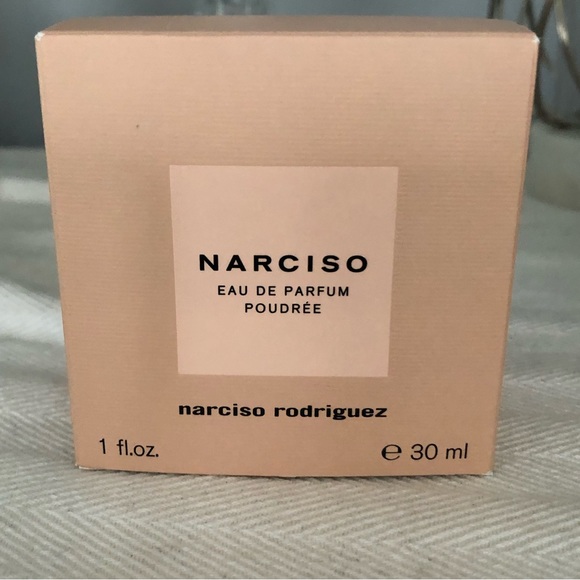 NARCISO
EAU DE PARFUM
POUDRÉE
narciso rodriguez
1 fl.oz. ℮ 30 ml